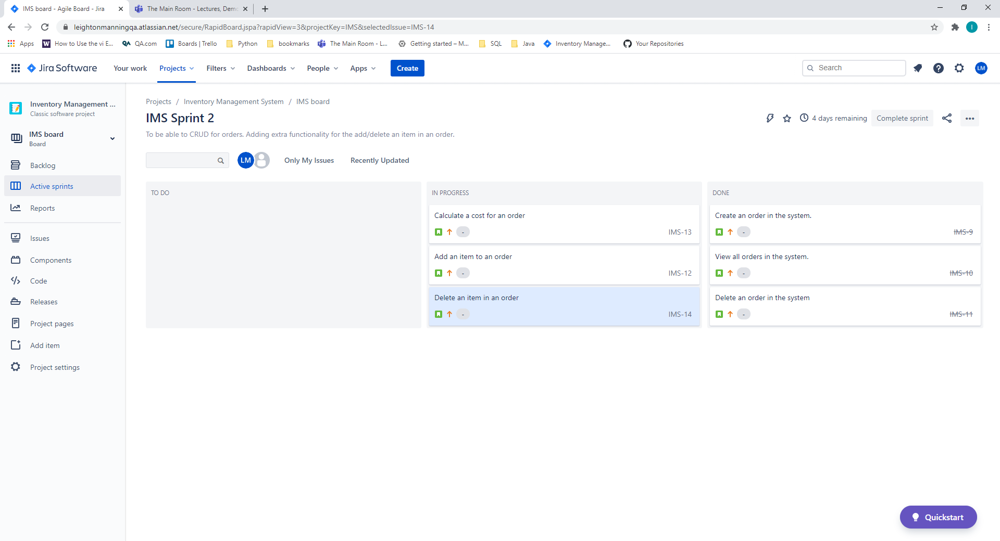 IMS board - Agile Board - Jira
The Main Room - Lectures, Demo
leightonmanningqa.atlassian.net/secure/RapidBoard.jspa?rapidView=3&projectKey=IMS&selectedIssue=IMS-14
I
Apps
W How to Use the vi E...
QA QA.com
Boards | Trello
Python
bookmarks
The Main Room - L...
Getting started – M...
SQL
Java
Inventory Manage...
Your Repositories
Jira Software
Your work
Projects
Filters
Dashboards
People
Apps
Create
Search
LM
Inventory Management ...
Classic software project
IMS board
Board
Backlog
Active sprints
Reports
Issues
Components
Code
Releases
Project pages
Add item
Project settings
Projects / Inventory Management System / IMS board
IMS Sprint 2
4 days remaining
Complete sprint
To be able to CRUD for orders. Adding extra functionality for the add/delete an item in an order.
LM
Only My Issues
Recently Updated
TO DO
IN PROGRESS
Calculate a cost for an order
- IMS-13
Add an item to an order
- IMS-12
Delete an item in an order
- IMS-14
DONE
Create an order in the system.
- IMS-9
View all orders in the system.
- IMS-10
Delete an order in the system
- IMS-11
Quickstart